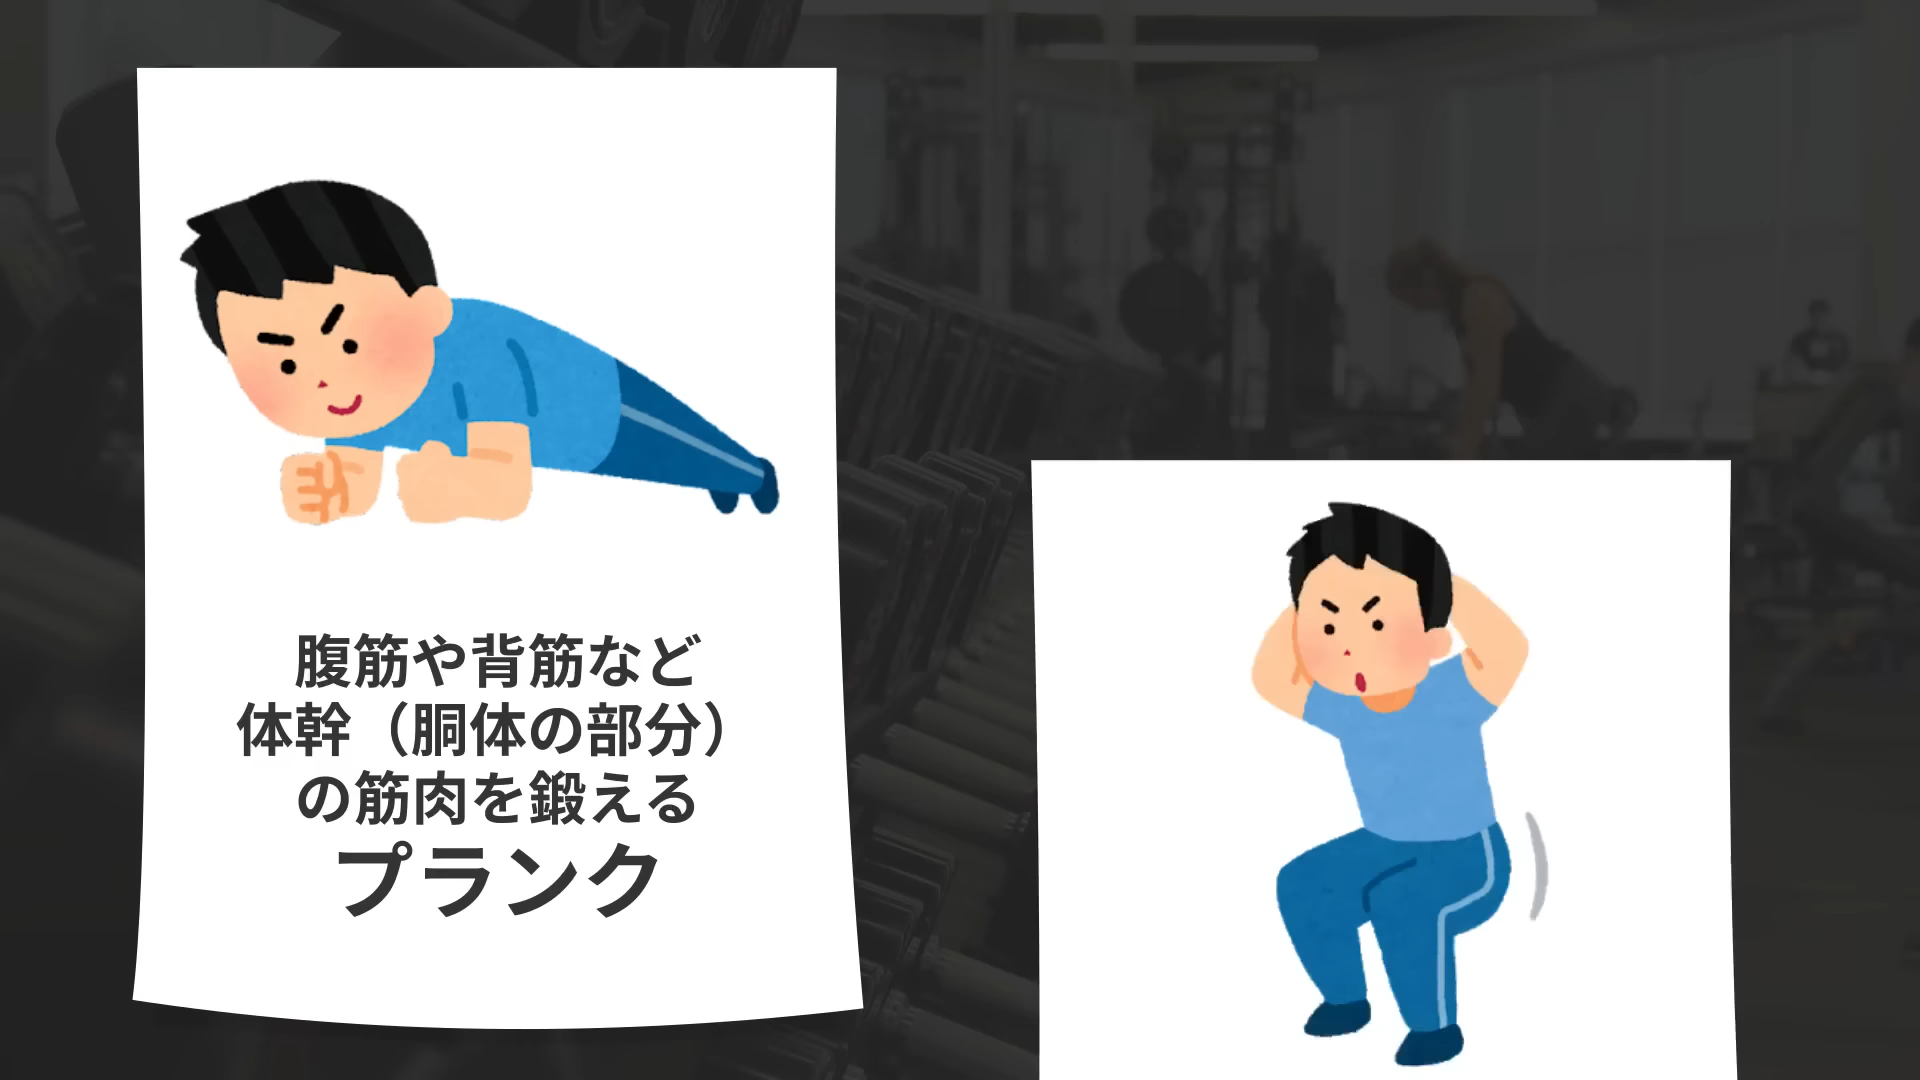 腹筋や背筋など
体幹（胴体の部分）
の筋肉を鍛える
プランク